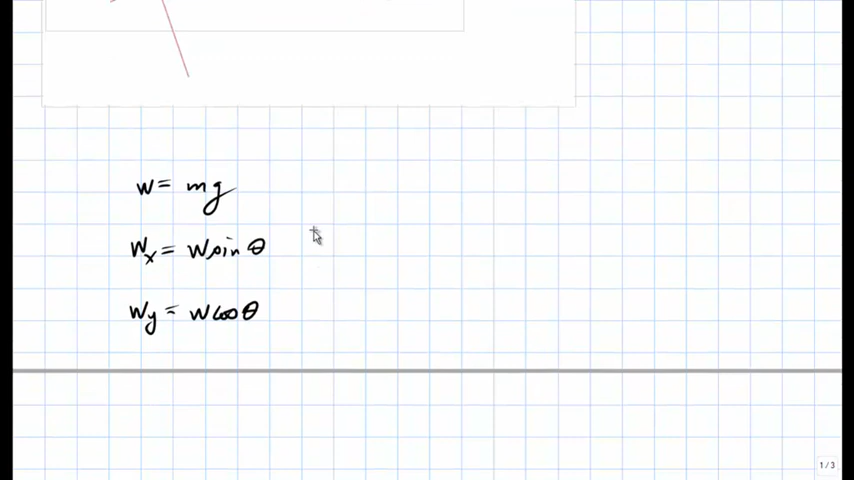 w = mg
Wx = W sin θ
Wy = W cos θ
1/3